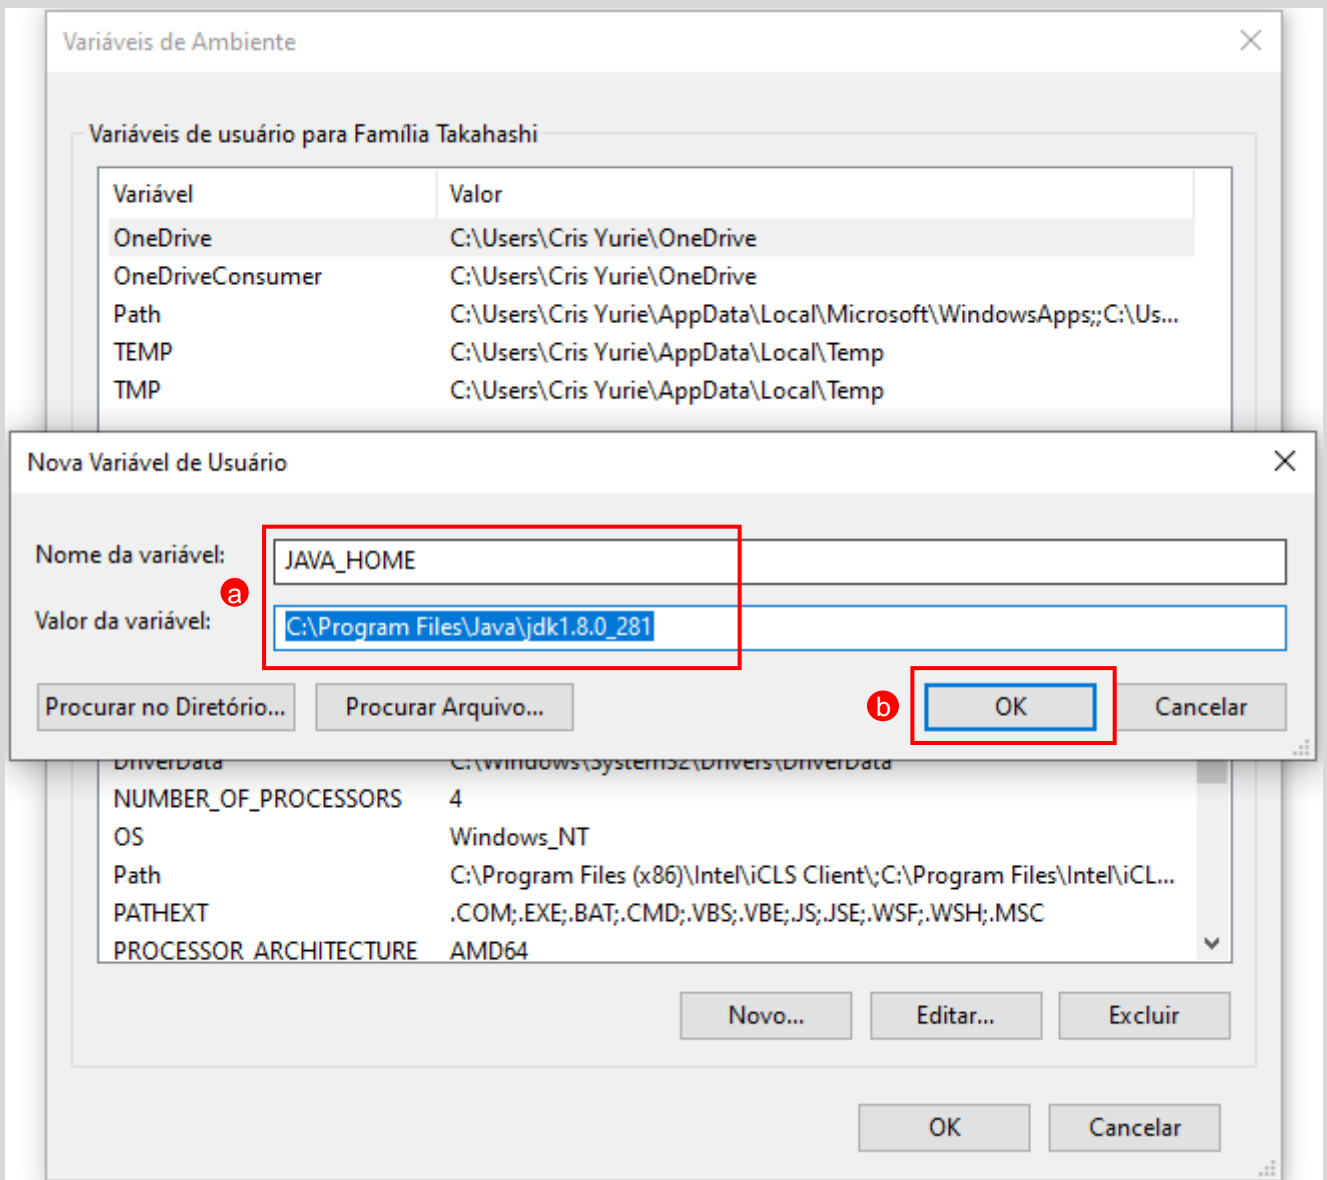 Variáveis de Ambiente
Variáveis de usuário para Família Takahashi
Variável Valor
OneDrive C:\Users\Cris Yurie\OneDrive
OneDriveConsumer C:\Users\Cris Yurie\OneDrive
Path C:\Users\Cris Yurie\AppData\Local\Microsoft\WindowsApps;;C:\Us...
TEMP C:\Users\Cris Yurie\AppData\Local\Temp
TMP C:\Users\Cris Yurie\AppData\Local\Temp
Nova Variável de Usuário
Nome da variável: JAVA_HOME
a
Valor da variável: C:\Program Files\Java\jdk1.8.0_281
Procurar no Diretório... Procurar Arquivo... b OK Cancelar
DriverData C:\Windows\System32\Drivers\DriverData
NUMBER_OF_PROCESSORS 4
OS Windows_NT
Path C:\Program Files (x86)\Intel\iCLS Client\;C:\Program Files\Intel\iCL...
PATHEXT .COM;.EXE;.BAT;.CMD;.VBS;.VBE;.JS;.JSE;.WSF;.WSH;.MSC
PROCESSOR_ARCHITECTURE AMD64
Novo... Editar... Excluir
OK Cancelar